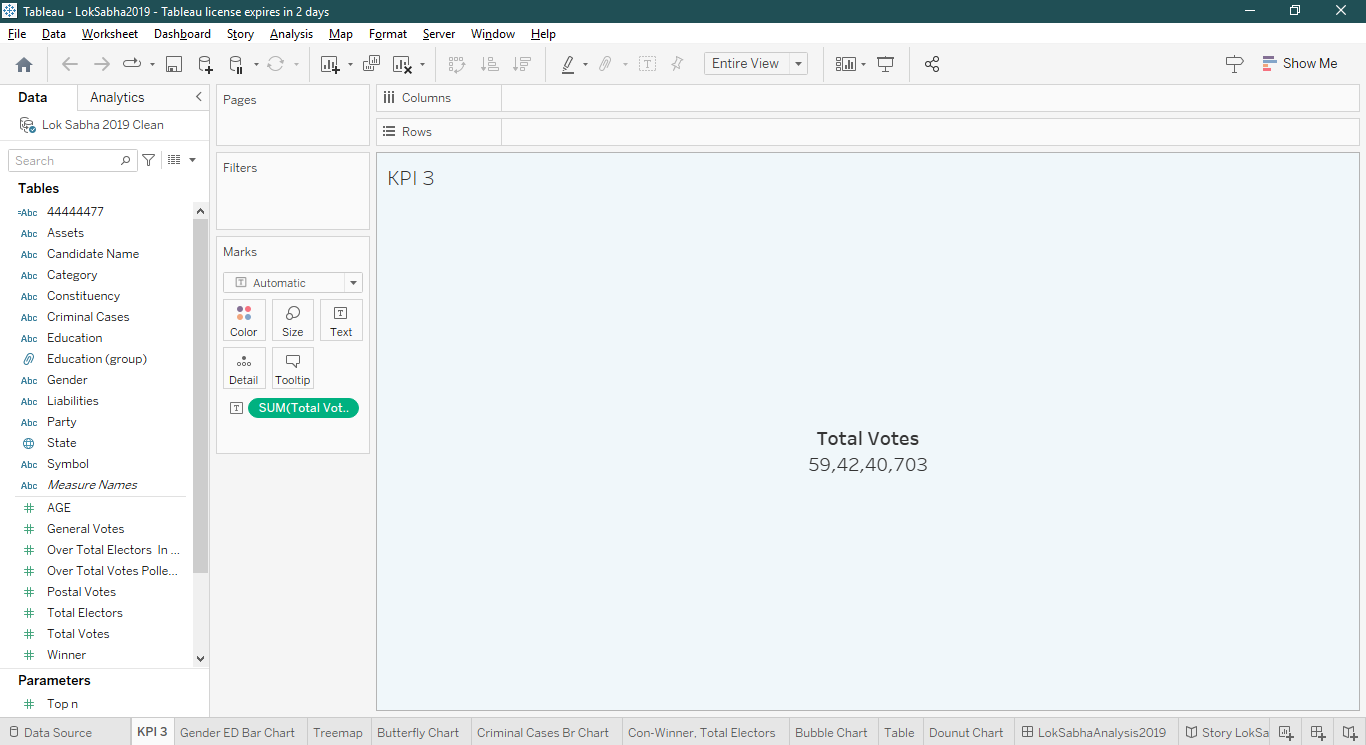 Tableau - LokSabha2019 - Tableau license expires in 2 days
File Data Worksheet Dashboard Story Analysis Map Format Server Window Help
Entire View Show Me
Data Analytics
Lok Sabha 2019 Clean
Search
Tables
=Abc 44444477
Abc Assets
Abc Candidate Name
Abc Category
Abc Constituency
Abc Criminal Cases
Abc Education
Education (group)
Abc Gender
Abc Liabilities
Abc Party
State
Abc Symbol
Abc Measure Names
# AGE
# General Votes
# Over Total Electors In ...
# Over Total Votes Polle...
# Postal Votes
# Total Electors
# Total Votes
# Winner
Parameters
# Top n
Pages
Filters
Marks
T Automatic
Color Size T Text
Detail Tooltip
T SUM(Total Vot..
Columns
Rows
KPI 3
Total Votes
59,42,40,703
Data Source KPI 3 Gender ED Bar Chart Treemap Butterfly Chart Criminal Cases Br Chart Con-Winner, Total Electors Bubble Chart Table Dounut Chart LokSabhaAnalysis2019 Story LokSa